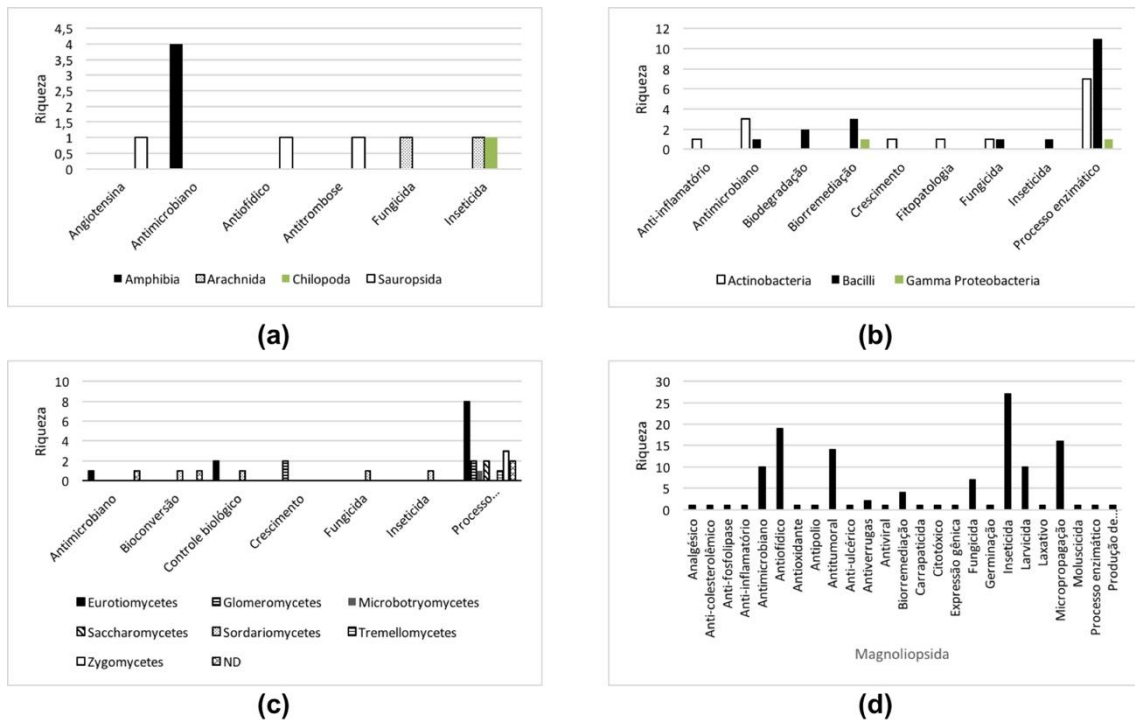 4,5
4
3,5
3
2,5
2
1,5
1
0,5
0
Riqueza
Angiotensina
Antimicrobiano
Antiofídico
Antitrombose
Fungicida
Inseticida
Amphibia Arachnida Chilopoda Sauropsida
(a)
12
10
8
6
4
2
0
Riqueza
Anti-inflamatório
Antimicrobiano
Biodegradação
Biorremediação
Crescimento
Fitopatologia
Fungicida
Inseticida
Processo enzimático
Actinobacteria Bacilli Gamma Proteobacteria
(b)
10
8
6
4
2
0
Riqueza
Antimicrobiano
Bioconversão
Controle biológico
Crescimento
Fungicida
Inseticida
Processo...
Eurotiomycetes Glomeromycetes Microbotryomycetes
Saccharomycetes Sordariomycetes Tremellomycetes
Zygomycetes ND
(c)
30
25
20
15
10
5
0
Riqueza
Analgésico
Anti-colesterolêmico
Anti-fosfolipase
Anti-inflamatório
Antimicrobiano
Antiofídico
Antioxidante
Antipolio
Antitumoral
Anti-ulcérico
Antiverrugas
Antiviral
Biorremediação
Carrapaticida
Citotóxico
Expressão gênica
Fungicida
Germinação
Inseticida
Larvicida
Laxativo
Micropropagação
Moluscicida
Processo enzimático
Produção de...
Magnoliopsida
(d)